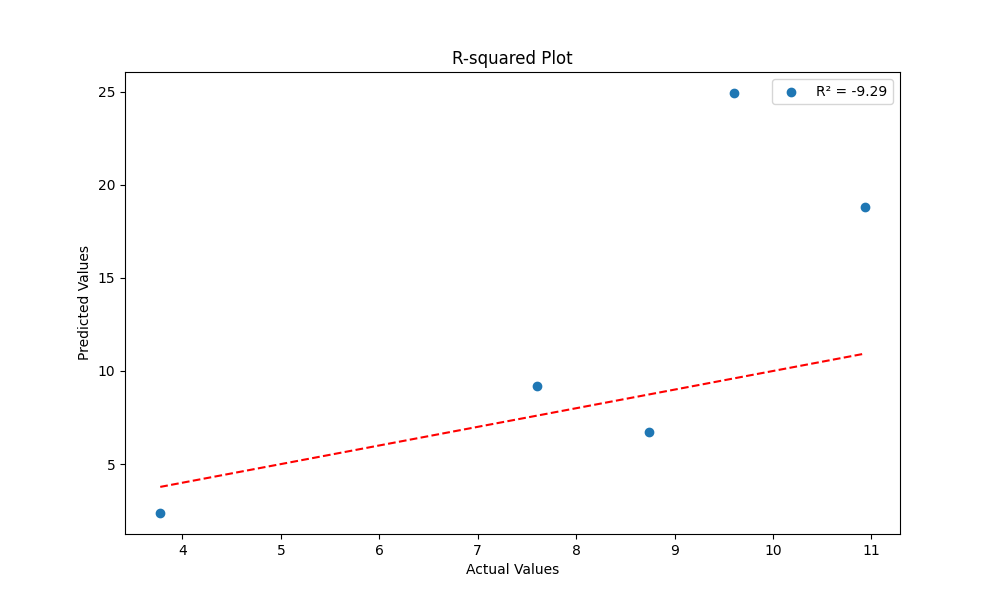 R-squared Plot
R² = -9.29
25
20
15
10
5
Predicted Values
4 5 6 7 8 9 10 11
Actual Values